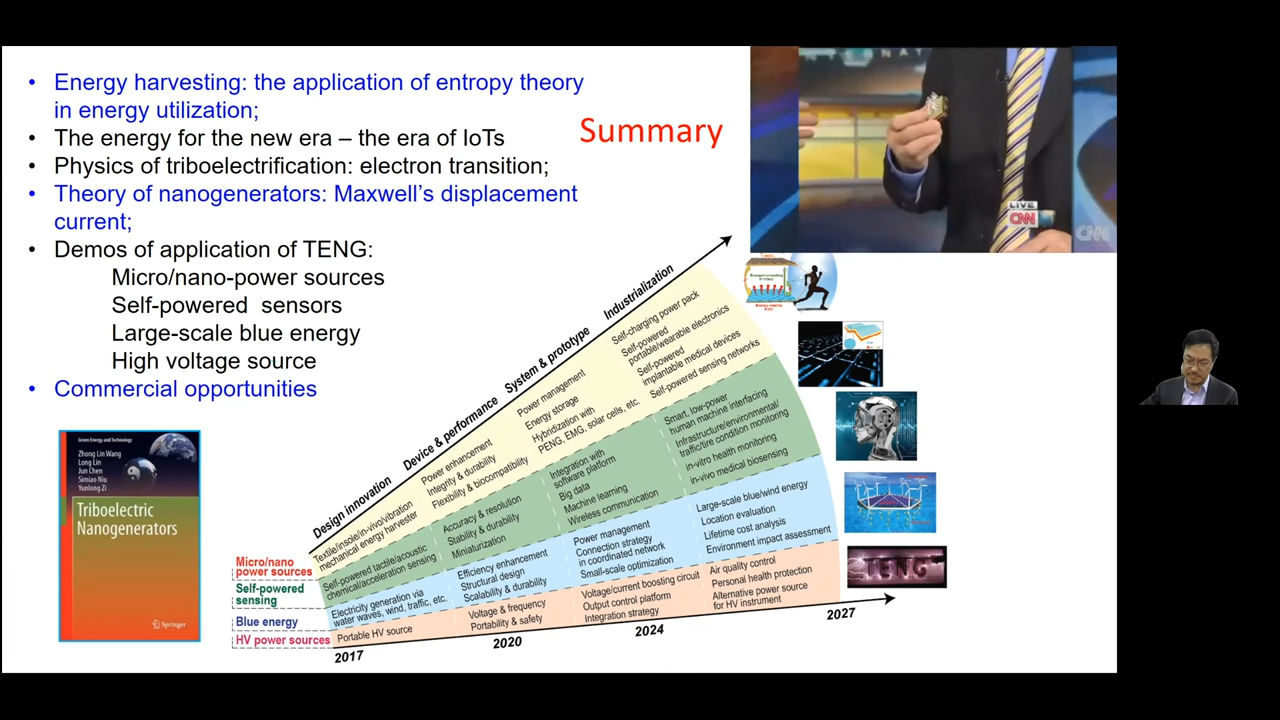 • Energy harvesting: the application of entropy theory
in energy utilization;
• The energy for the new era – the era of IoTs
• Physics of triboelectrification: electron transition;
• Theory of nanogenerators: Maxwell's displacement
current;
• Demos of application of TENG:
Micro/nano-power sources
Self-powered sensors
Large-scale blue energy
High voltage source
• Commercial opportunities
Summary
LIVE
CNN
CNN
Green Energy and Technology
Zhong Lin Wang
Long Lin
Jun Chen
Simiao Niu
Yunlong Zi
Triboelectric
Nanogenerators
Springer
Design innovation
Device & performance
System & prototype
Industrialization
Micro/nano
power sources
Textile/insole/in-vivo/vibration
mechanical energy harvester
Power enhancement
Integrity & durability
Flexibility & biocompatibility
Power management
Energy storage
Hybridization with
PENG, EMG, solar cells, etc.
Self-charging power pack
Self-powered
portable/wearable electronics
Self-powered
implantable medical devices
Self-powered sensing networks
Self-powered
sensing
Self-powered tactile/acoustic
chemical/acceleration sensing
Accuracy & resolution
Stability & durability
Miniaturization
Integration with
software platform
Big data
Machine learning
Wireless communication
Smart, low-power
human machine interfacing
Infrastructure/environmental/
traffic/tire condition monitoring
in-vitro health monitoring
in-vivo medical biosensing
Blue energy
Electricity generation via
water waves, wind, traffic, etc.
Efficiency enhancement
Structural design
Scalability & durability
Power management
Connection strategy
in coordinated network
Small-scale optimization
Large-scale blue/wind energy
Location evaluation
Lifetime cost analysis
Environment impact assessment
HV power sources
Portable HV source
Voltage & frequency
Portability & safety
Voltage/current boosting circuit
Output control platform
Integration strategy
Air quality control
Personal health protection
Alternative power source
for HV instrument
2017
2020
2024
2027
TENG